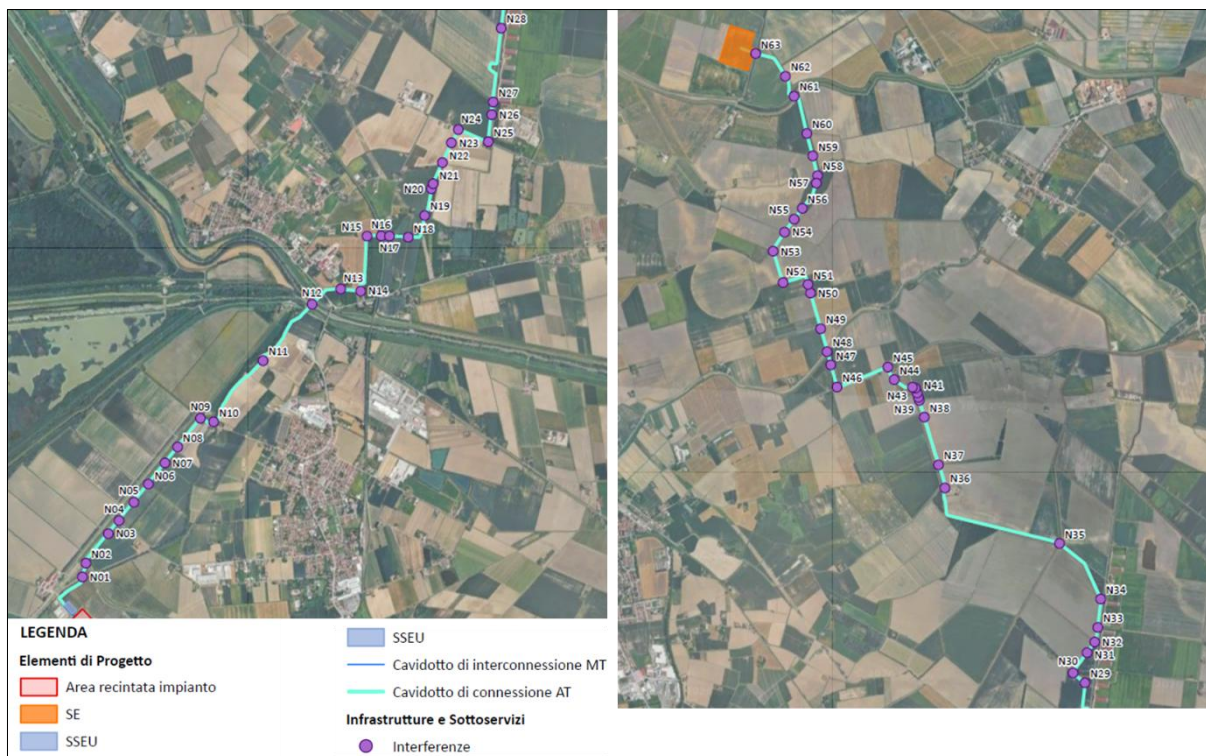 N28
N27
N26
N25
N24
N23
N22
N21
N20
N19
N18
N17
N16
N15
N14
N13
N12
N11
N10
N09
N08
N07
N06
N05
N04
N03
N02
N01
N63
N62
N61
N60
N59
N58
N57
N56
N55
N54
N53
N52
N51
N50
N49
N48
N47
N46
N45
N44
N43
N41
N39
N38
N37
N36
N35
N34
N33
N32
N31
N30
N29
LEGENDA
Elementi di Progetto
Area recintata impianto
SE
SSEU
SSEU
Cavidotto di interconnessione MT
Cavidotto di connessione AT
Infrastrutture e Sottoservizi
Interferenze